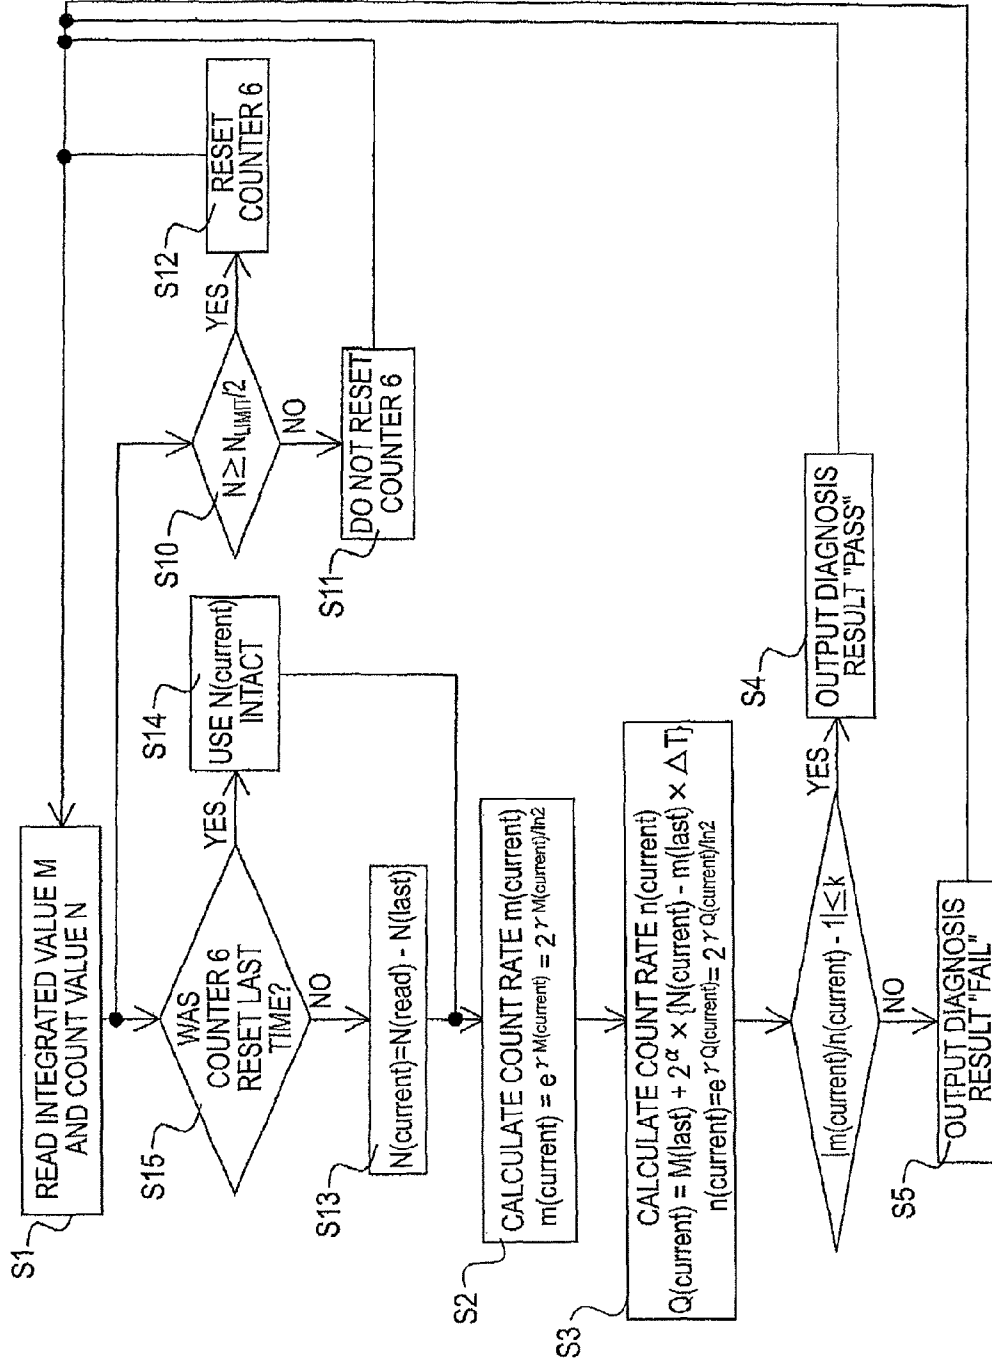 S1
READ INTEGRATED VALUE M
AND COUNT VALUE N
S15
WAS
COUNTER 6
RESET LAST
TIME?
YES
NO
S14
USE N(current)
INTACT
S10
N ≥ N_LIMIT/2
YES
NO
S12
RESET
COUNTER 6
S11
DO NOT RESET
COUNTER 6
S13
N(current)=N(read) - N(last)
S2
CALCULATE COUNT RATE m(current)
m(current) = e^γ M(current) = 2^γ M(current)/ln2
S3
CALCULATE COUNT RATE n(current)
Q(current) = M(last) + 2^α × {N(current) - m(last) × ΔT}
n(current)=e^γ Q(current)= 2^γ Q(current)/ln2
|m(current)/n(current) - 1| ≤ k
YES
NO
S4
OUTPUT DIAGNOSIS
RESULT "PASS"
S5
OUTPUT DIAGNOSIS
RESULT "FAIL"